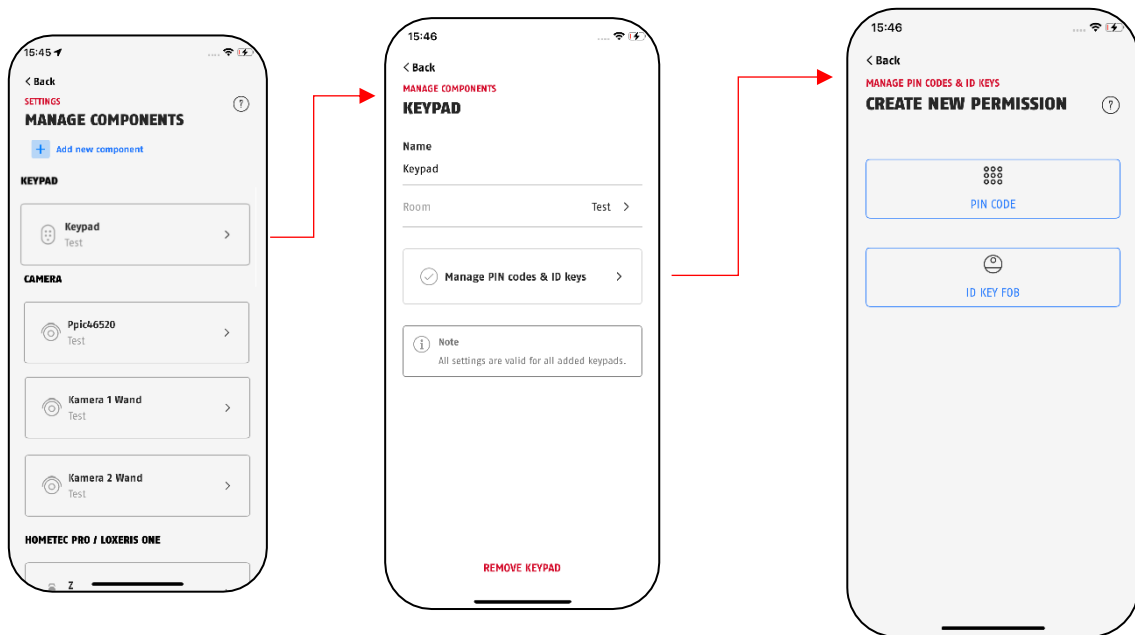 15:45
< Back
SETTINGS
MANAGE COMPONENTS
+ Add new component
KEYPAD
Keypad
Test
CAMERA
Ppic46520
Test
Kamera 1 Wand
Test
Kamera 2 Wand
Test
HOMETEC PRO / LOXERIS ONE
Z
15:46
< Back
MANAGE COMPONENTS
KEYPAD
Name
Keypad
Room Test >
Manage PIN codes & ID keys >
Note
All settings are valid for all added keypads.
REMOVE KEYPAD
15:46
< Back
MANAGE PIN CODES & ID KEYS
CREATE NEW PERMISSION
PIN CODE
ID KEY FOB